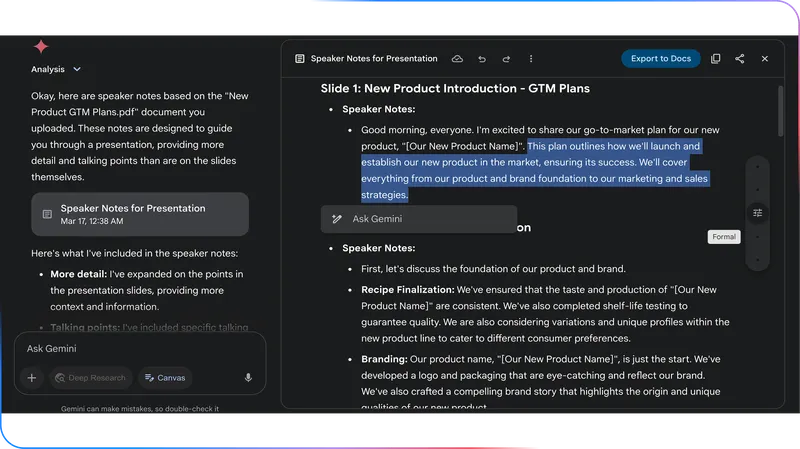 Analysis
Okay, here are speaker notes based on the "New
Product GTM Plans.pdf" document you
uploaded. These notes are designed to guide
you through a presentation, providing more
detail and talking points than are on the slides
themselves.
Speaker Notes for Presentation
Mar 17, 12:38 AM
Here's what I've included in the speaker notes:
• More detail: I've expanded on the points in
the presentation slides, providing more
context and information.
• Talking points: I've included specific talking
Ask Gemini
Deep Research
Canvas
Gemini can make mistakes, so double-check it
Speaker Notes for Presentation
Export to Docs
Slide 1: New Product Introduction - GTM Plans
• Speaker Notes:
• Good morning, everyone. I'm excited to share our go-to-market plan for our new
product, "[Our New Product Name]". This plan outlines how we'll launch and
establish our new product in the market, ensuring its success. We'll cover
everything from our product and brand foundation to our marketing and sales
strategies.
Ask Gemini
on
Formal
• Speaker Notes:
• First, let's discuss the foundation of our product and brand.
• Recipe Finalization: We've ensured that the taste and production of "[Our New
Product Name]" are consistent. We've also completed shelf-life testing to
guarantee quality. We are also considering variations and unique profiles within the
new product line to cater to different consumer preferences.
• Branding: Our product name, "[Our New Product Name]", is just the start. We've
developed a logo and packaging that are eye-catching and reflect our brand.
We've also crafted a compelling brand story that highlights the origin and unique
qualities of our new product